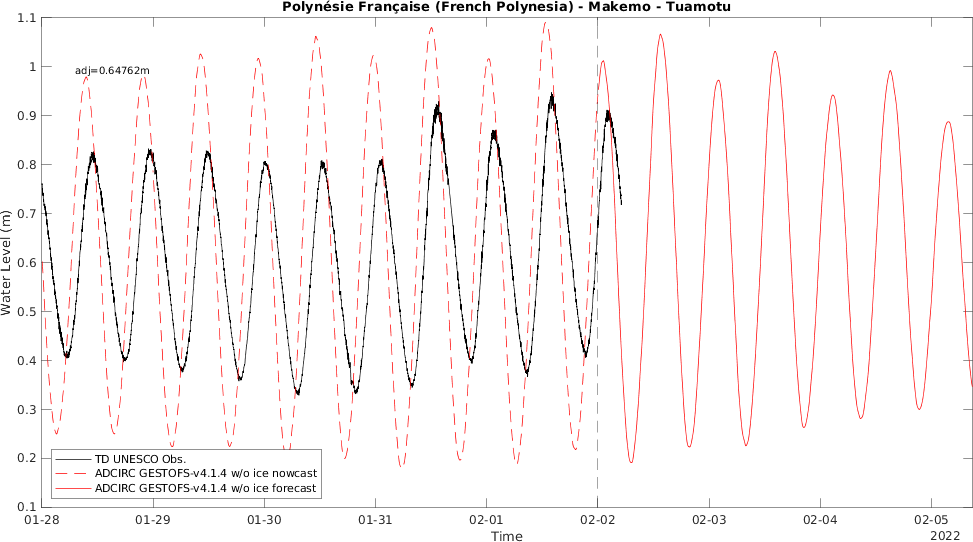 Polynésie Française (French Polynesia) - Makemo - Tuamotu
1.1
1
0.9
0.8
0.7
0.6
0.5
0.4
0.3
0.2
0.1
Water Level (m)
adj=0.64762m
TD UNESCO Obs.
ADCIRC GESTOFS-v4.1.4 w/o ice nowcast
ADCIRC GESTOFS-v4.1.4 w/o ice forecast
01-28 01-29 01-30 01-31 02-01 02-02 02-03 02-04 02-05
Time 2022